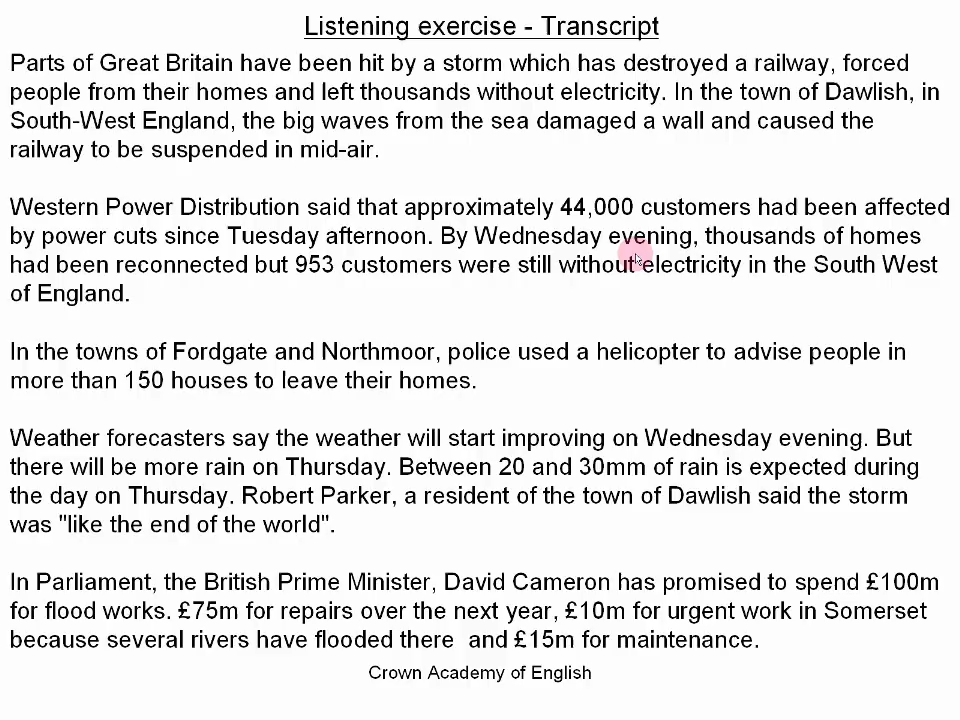 Listening exercise - Transcript
Parts of Great Britain have been hit by a storm which has destroyed a railway, forced
people from their homes and left thousands without electricity. In the town of Dawlish, in
South-West England, the big waves from the sea damaged a wall and caused the
railway to be suspended in mid-air.
Western Power Distribution said that approximately 44,000 customers had been affected
by power cuts since Tuesday afternoon. By Wednesday evening, thousands of homes
had been reconnected but 953 customers were still without electricity in the South West
of England.
In the towns of Fordgate and Northmoor, police used a helicopter to advise people in
more than 150 houses to leave their homes.
Weather forecasters say the weather will start improving on Wednesday evening. But
there will be more rain on Thursday. Between 20 and 30mm of rain is expected during
the day on Thursday. Robert Parker, a resident of the town of Dawlish said the storm
was "like the end of the world".
In Parliament, the British Prime Minister, David Cameron has promised to spend £100m
for flood works. £75m for repairs over the next year, £10m for urgent work in Somerset
because several rivers have flooded there  and £15m for maintenance.
Crown Academy of English